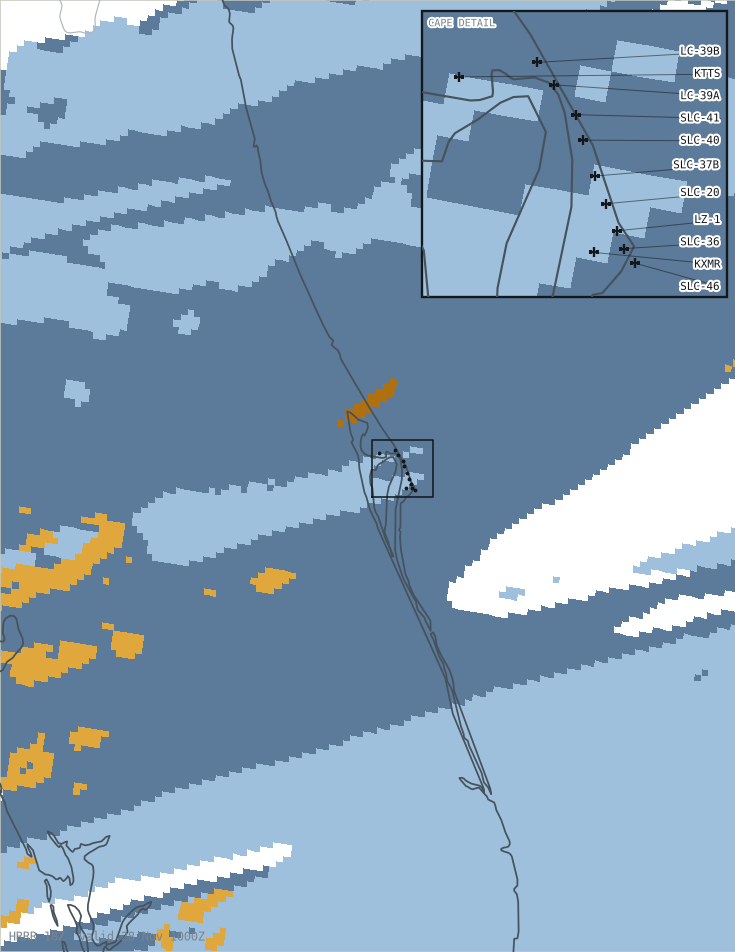 CAPE DETAIL
LC-39B
KTTS
LC-39A
SLC-41
SLC-40
SLC-37B
SLC-20
LZ-1
SLC-36
KXMR
SLC-46
HRRR